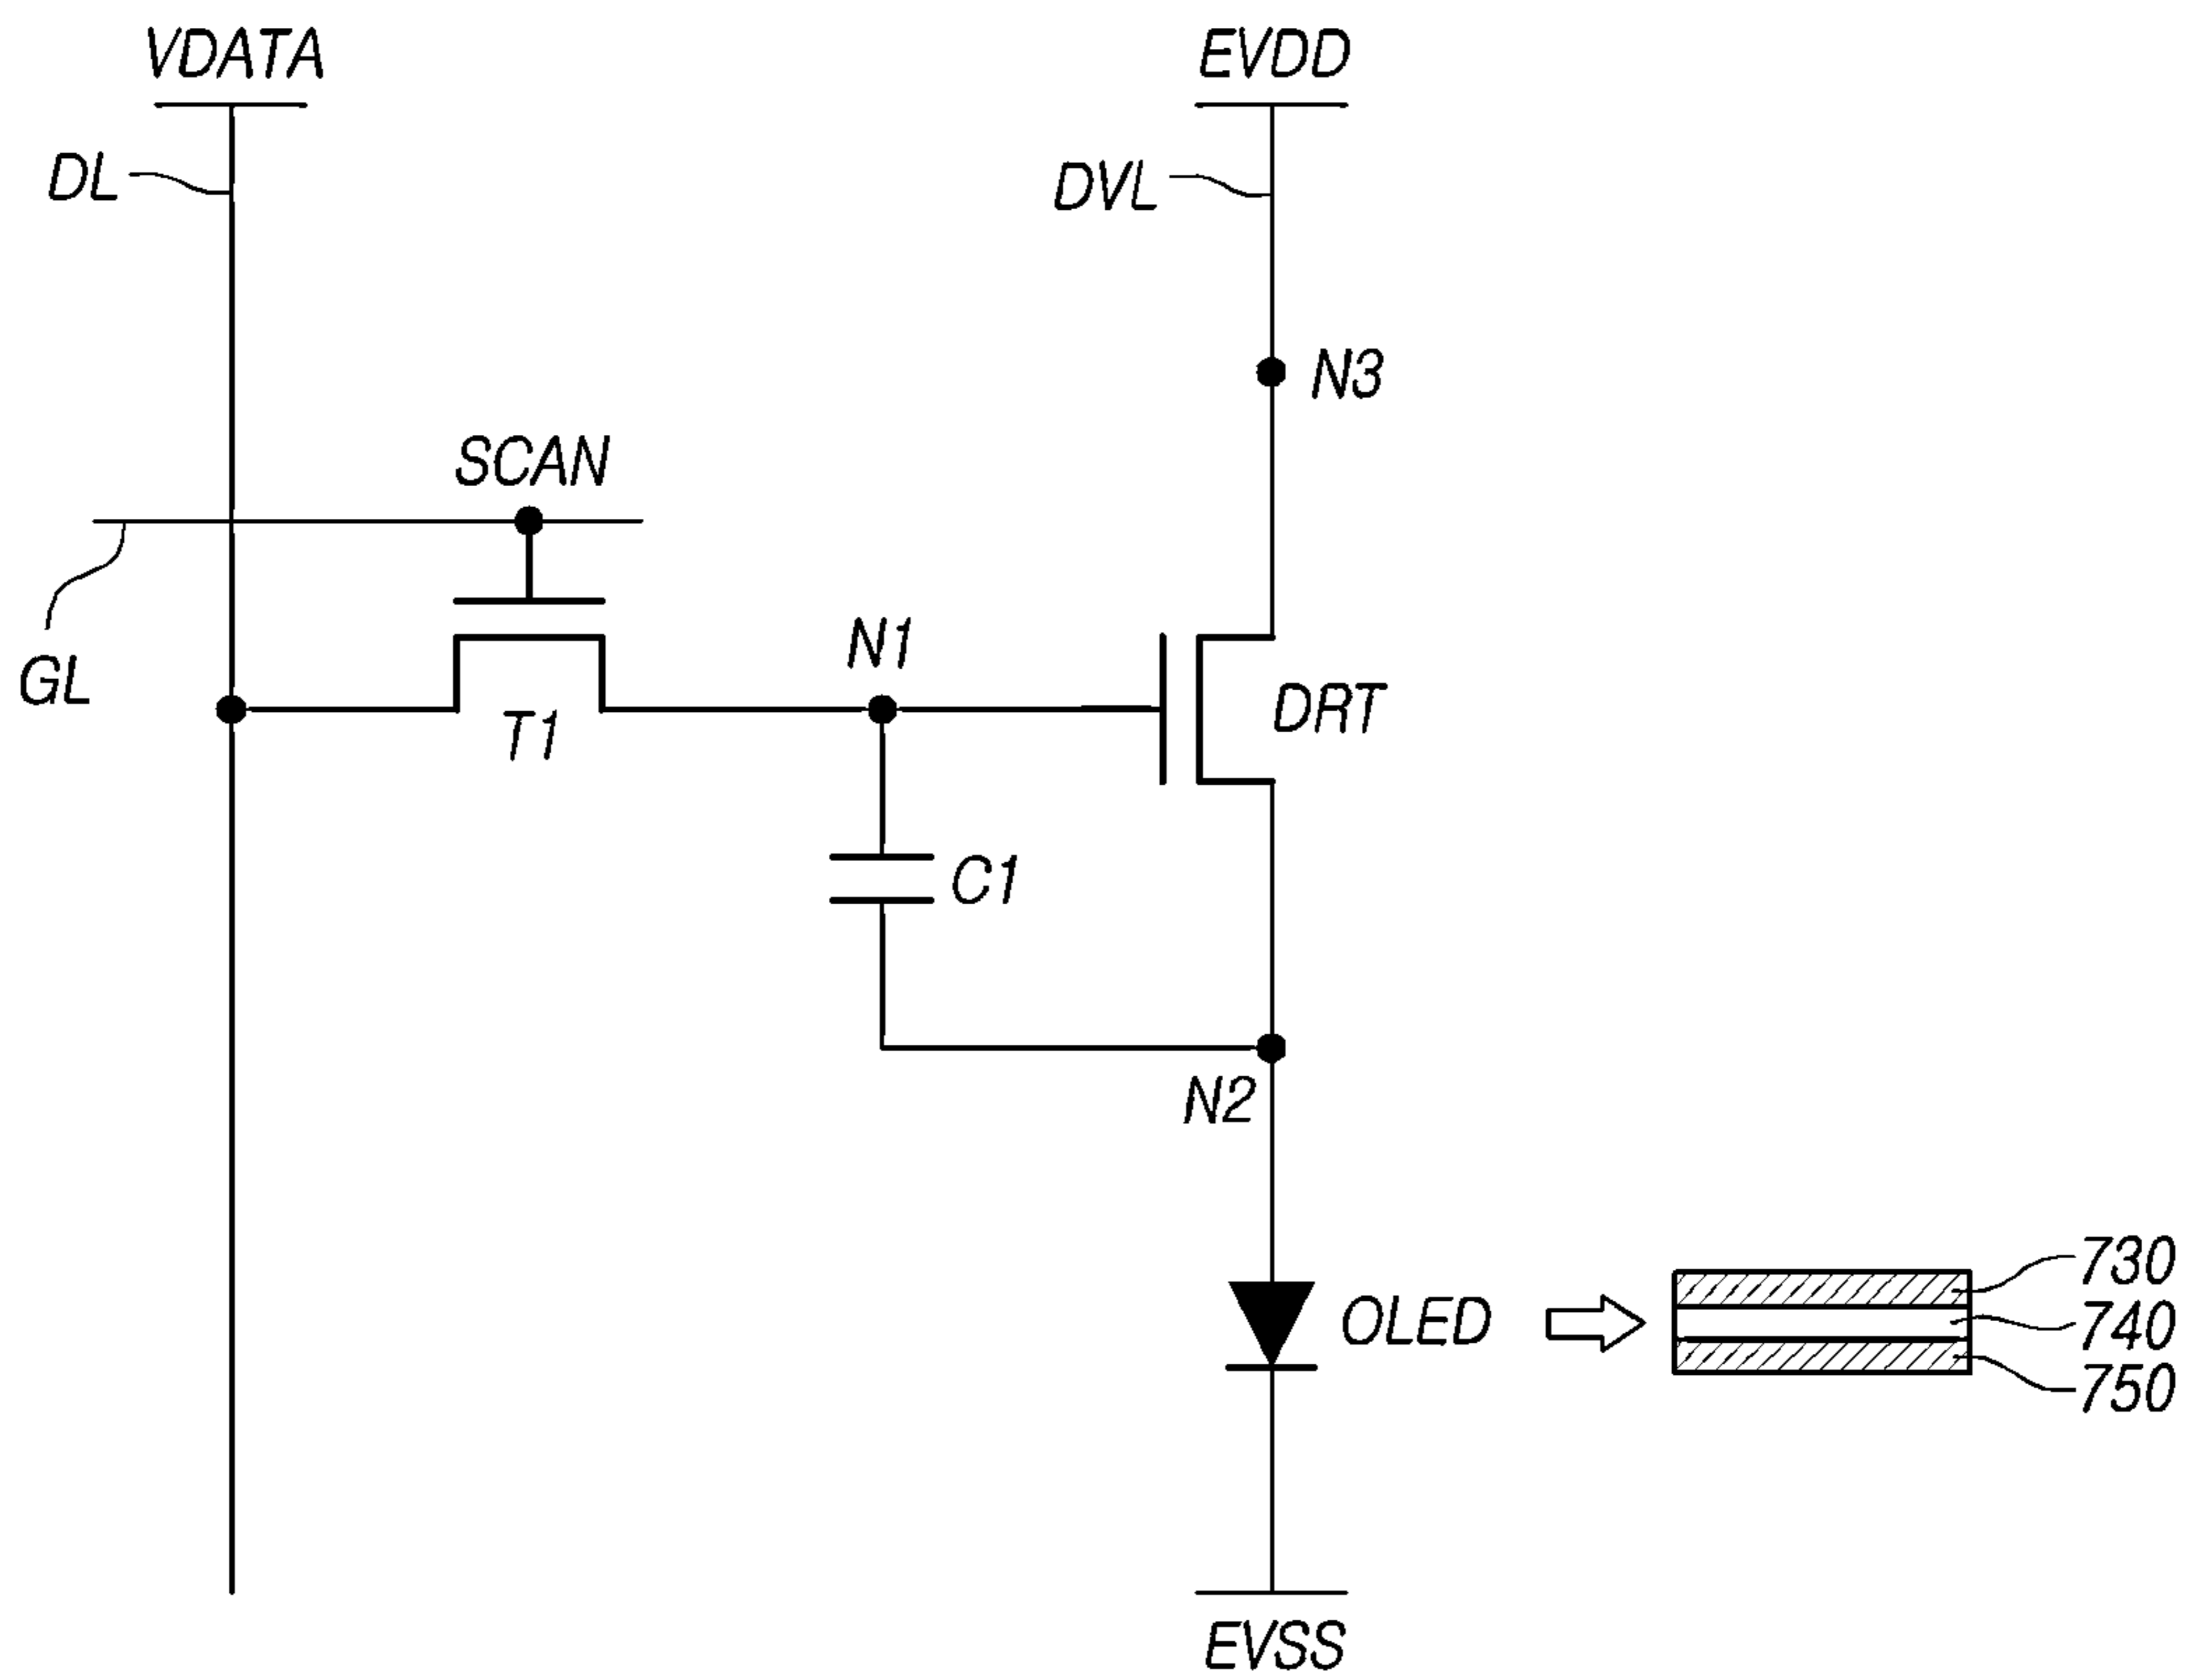 VDATA
EVDD
DL
DVL
N3
SCAN
N1
GL
T1
DRT
C1
N2
730
OLED
740
750
EVSS